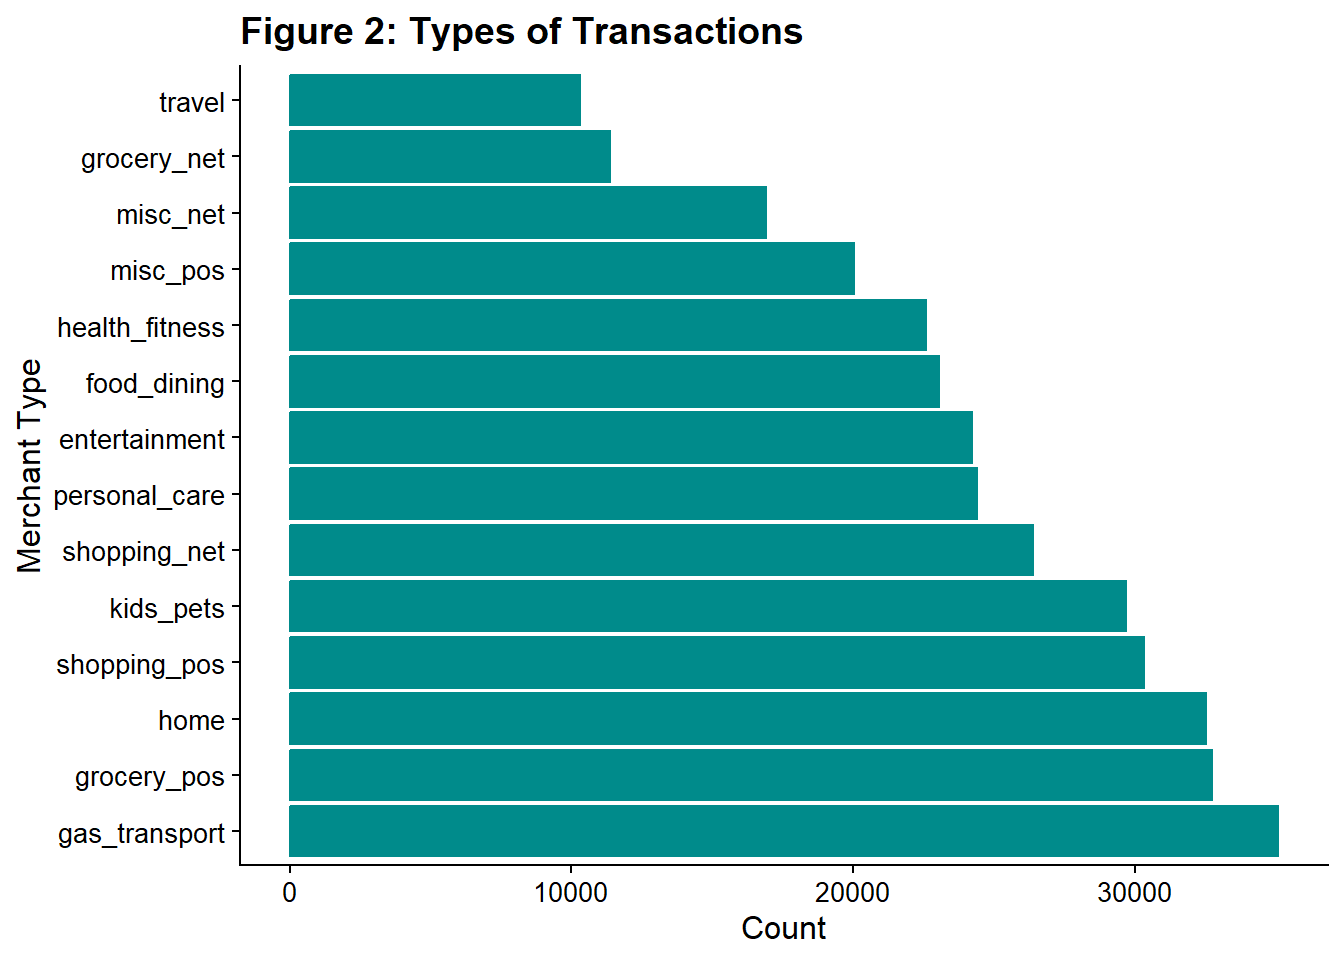 Figure 2: Types of Transactions
Merchant Type
travel
grocery_net
misc_net
misc_pos
health_fitness
food_dining
entertainment
personal_care
shopping_net
kids_pets
shopping_pos
home
grocery_pos
gas_transport
0 10000 20000 30000
Count